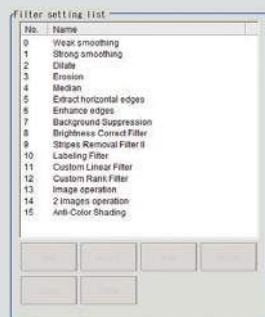 Filter setting list
No. Name
0 Weak smoothing
1 Strong smoothing
2 Dilate
3 Erosion
4 Median
5 Extract horizontal edges
6 Enhance edges
7 Background Suppression
8 Brightness Correct Filter
9 Stripes Removal Filter II
10 Labeling Filter
11 Custom Linear Filter
12 Custom Rank Filter
13 Image operation
14 2 Images operation
15 Anti-Color Shading